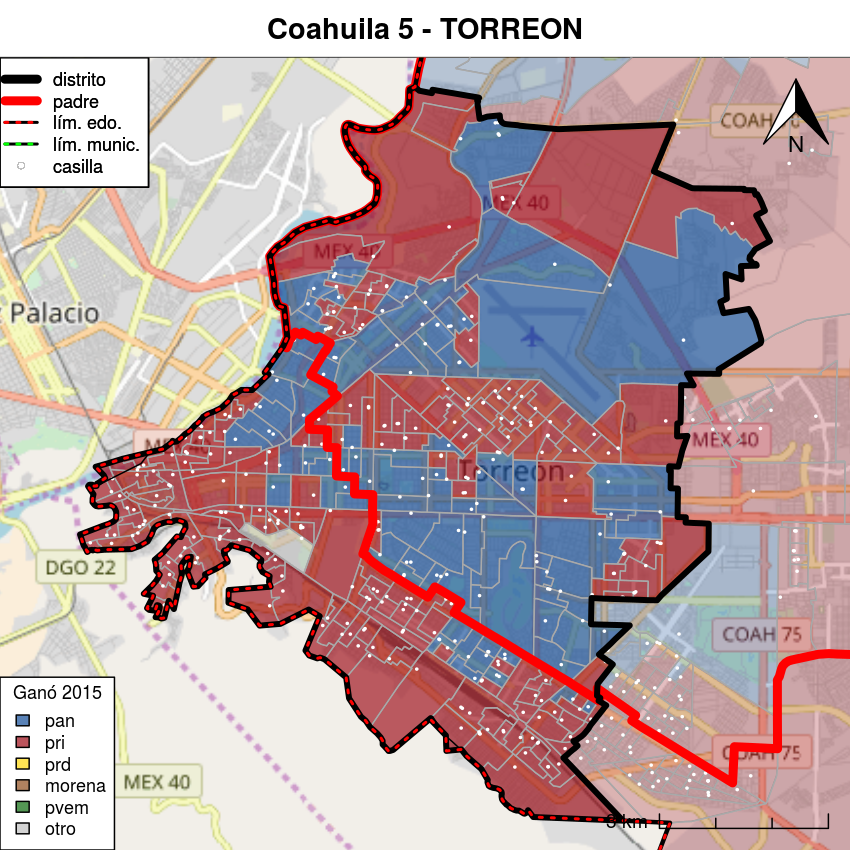 Coahuila 5 - TORREON
distrito
padre
lím. edo.
lím. munic.
casilla
COAH
N
MEX 40
MEX 40
Palacio
MEX 40
Torreon
DGO 22
COAH 75
COAH 75
MEX 40
3 km
Ganó 2015
pan
pri
prd
morena
pvem
otro